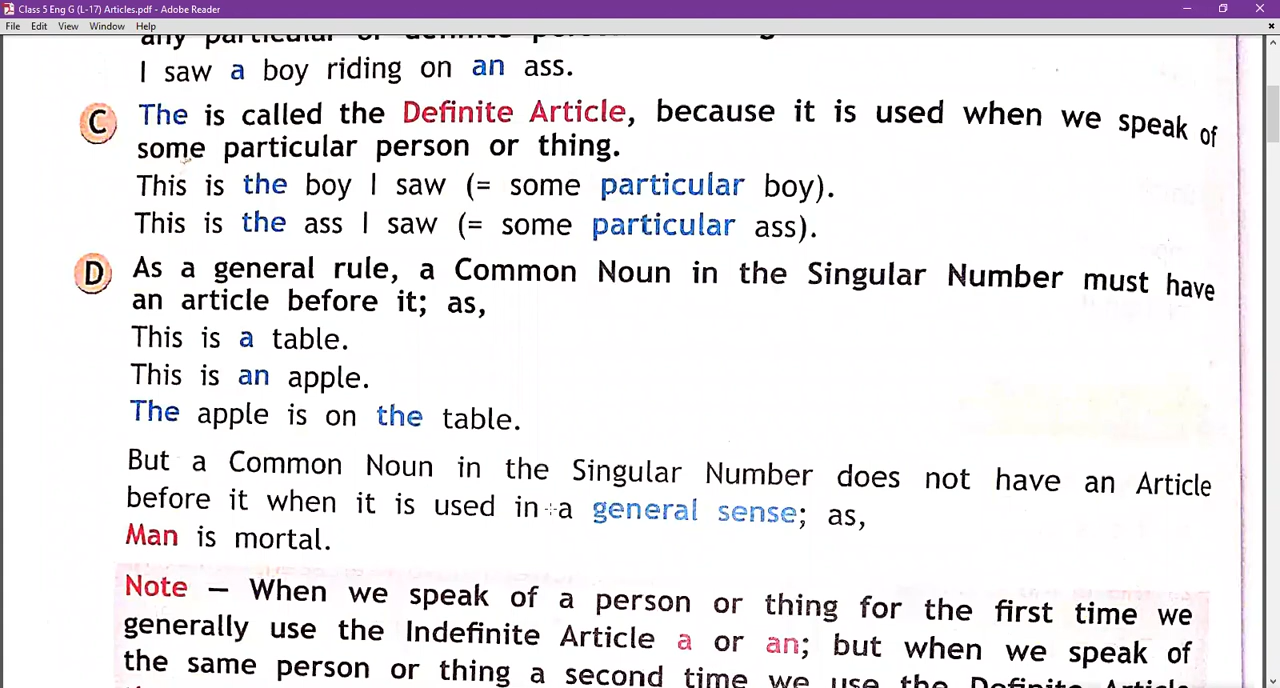 Class 5 Eng G (L-17) Articles.pdf - Adobe Reader
File Edit View Window Help
any particular or definite
I saw a boy riding on an ass.
C The is called the Definite Article, because it is used when we speak of
some particular person or thing.
This is the boy I saw (= some particular boy).
This is the ass I saw (= some particular ass).
D As a general rule, a Common Noun in the Singular Number must have
an article before it; as,
This is a table.
This is an apple.
The apple is on the table.
But a Common Noun in the Singular Number does not have an Article
before it when it is used in a general sense; as,
Man is mortal.
Note — When we speak of a person or thing for the first time we
generally use the Indefinite Article a or an; but when we speak of
the same person or thing a second time we use the Definite Article